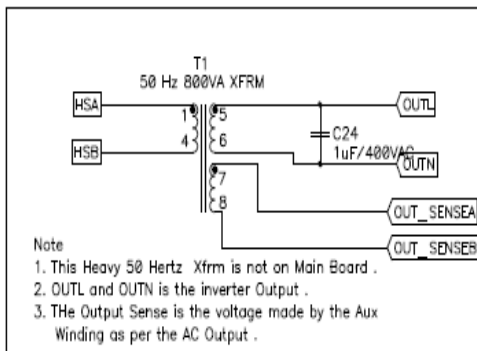 T1
50 Hz 800VA XFRM
HSA
1
5
OUTL
4
6
C24
1uF/400VAC
HSB
OUTN
7
8
OUT_SENSEA
OUT_SENSEB
Note
1. This Heavy 50 Hertz Xfrm is not on Main Board .
2. OUTL and OUTN is the inverter Output .
3. THe Output Sense is the voltage made by the Aux
Winding as per the AC Output .